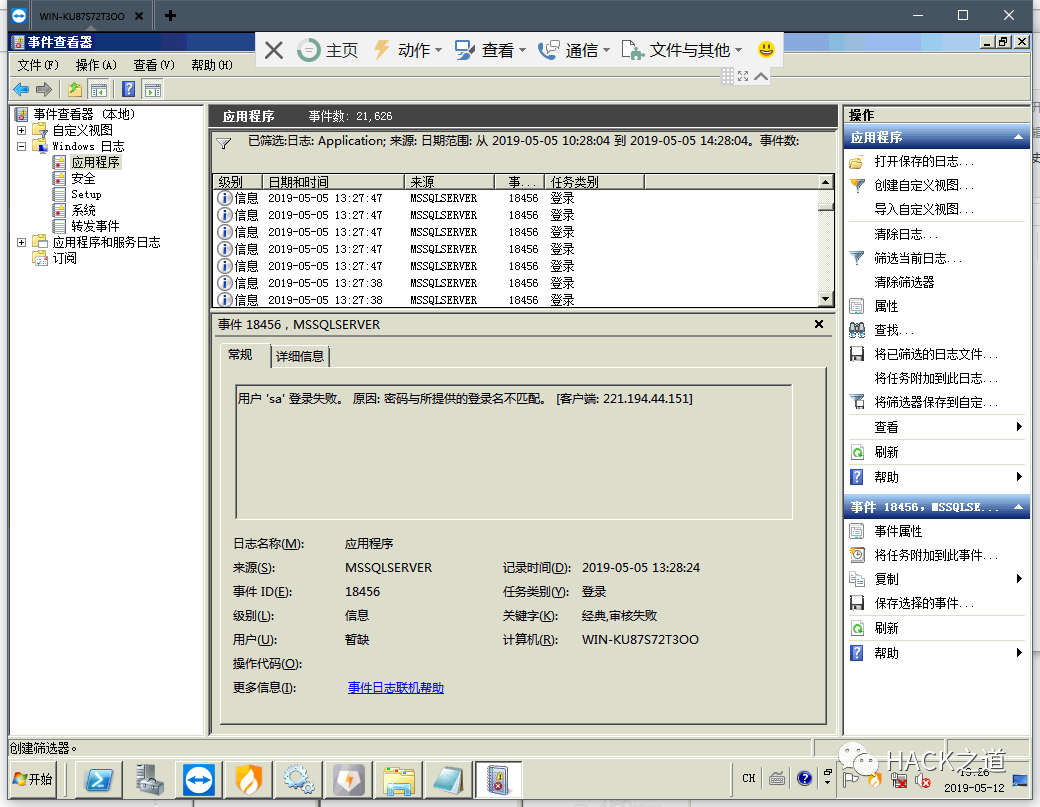 WIN-KU87S72T3OO
事件查看器
主页
动作
查看
通信
文件与其他
文件(F) 操作(A) 查看(V) 帮助(H)
事件查看器 (本地)
自定义视图
Windows 日志
应用程序
安全
Setup
系统
转发事件
应用程序和服务日志
订阅
应用程序 事件数: 21,626
已筛选:日志: Application; 来源: 日期范围: 从 2019-05-05 10:28:04 到 2019-05-05 14:28:04。事件数:
级别 日期和时间 来源 事... 任务类别
信息 2019-05-05 13:27:47 MSSQLSERVER 18456 登录
信息 2019-05-05 13:27:47 MSSQLSERVER 18456 登录
信息 2019-05-05 13:27:47 MSSQLSERVER 18456 登录
信息 2019-05-05 13:27:47 MSSQLSERVER 18456 登录
信息 2019-05-05 13:27:47 MSSQLSERVER 18456 登录
信息 2019-05-05 13:27:38 MSSQLSERVER 18456 登录
信息 2019-05-05 13:27:38 MSSQLSERVER 18456 登录
事件 18456，MSSQLSERVER
常规 详细信息
用户 'sa' 登录失败。 原因: 密码与所提供的登录名不匹配。 [客户端: 221.194.44.151]
日志名称(M): 应用程序
来源(S): MSSQLSERVER 记录时间(D): 2019-05-05 13:28:24
事件 ID(E): 18456 任务类别(Y): 登录
级别(L): 信息 关键字(K): 经典,审核失败
用户(U): 暂缺 计算机(R): WIN-KU87S72T3OO
操作代码(O):
更多信息(I): 事件日志联机帮助
操作
应用程序
打开保存的日志...
创建自定义视图...
导入自定义视图...
清除日志...
筛选当前日志...
清除筛选器
属性
查找...
将已筛选的日志文件...
将任务附加到此日志...
将筛选器保存到自定...
查看
刷新
帮助
事件 18456，MSSQLSE...
事件属性
将任务附加到此事件...
复制
保存选择的事件...
刷新
帮助
创建筛选器。
开始
CH
2019-05-12
HACK之道